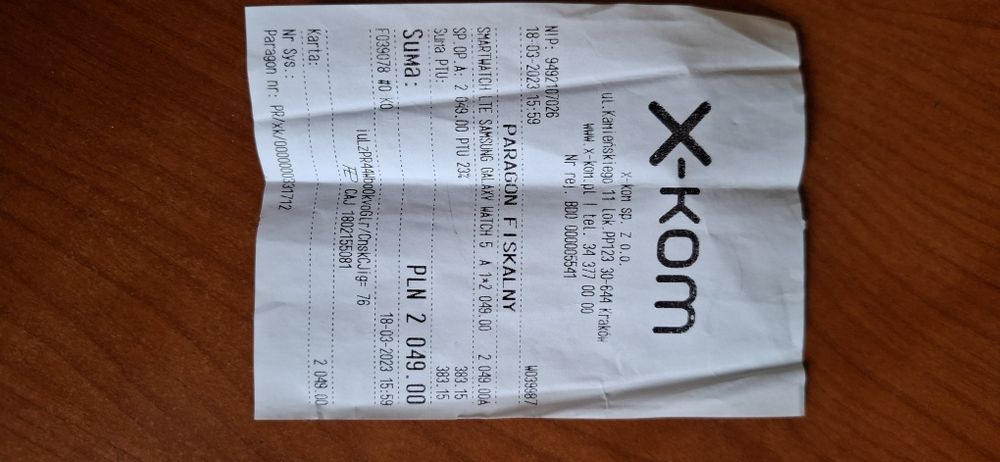 x-kom
x-kom sp. z o.o.
ul.Kamieńskiego 11 lok.PP123 30-644 Kraków
www.x-kom.pl | tel. 34 377 00 00
Nr rej. BDO 000005541
NIP: 9492107026
18-03-2023 15:59 W039987
PARAGON FISKALNY
SMARTWATCH LTE SAMSUNG GALAXY WATCH 5 A 1*2 049.00 2 049.00A
SP.OP.A: 2 049.00 PTU 23% 383.15
Suma PTU: 383.15
Suma: PLN 2 049.00
F039078 #0 KO 18-03-2023 15:59
CAJ 1802155081
Karta: 2 049.00
Nr Sys.:
Paragon nr: PR/KK/0000000331712